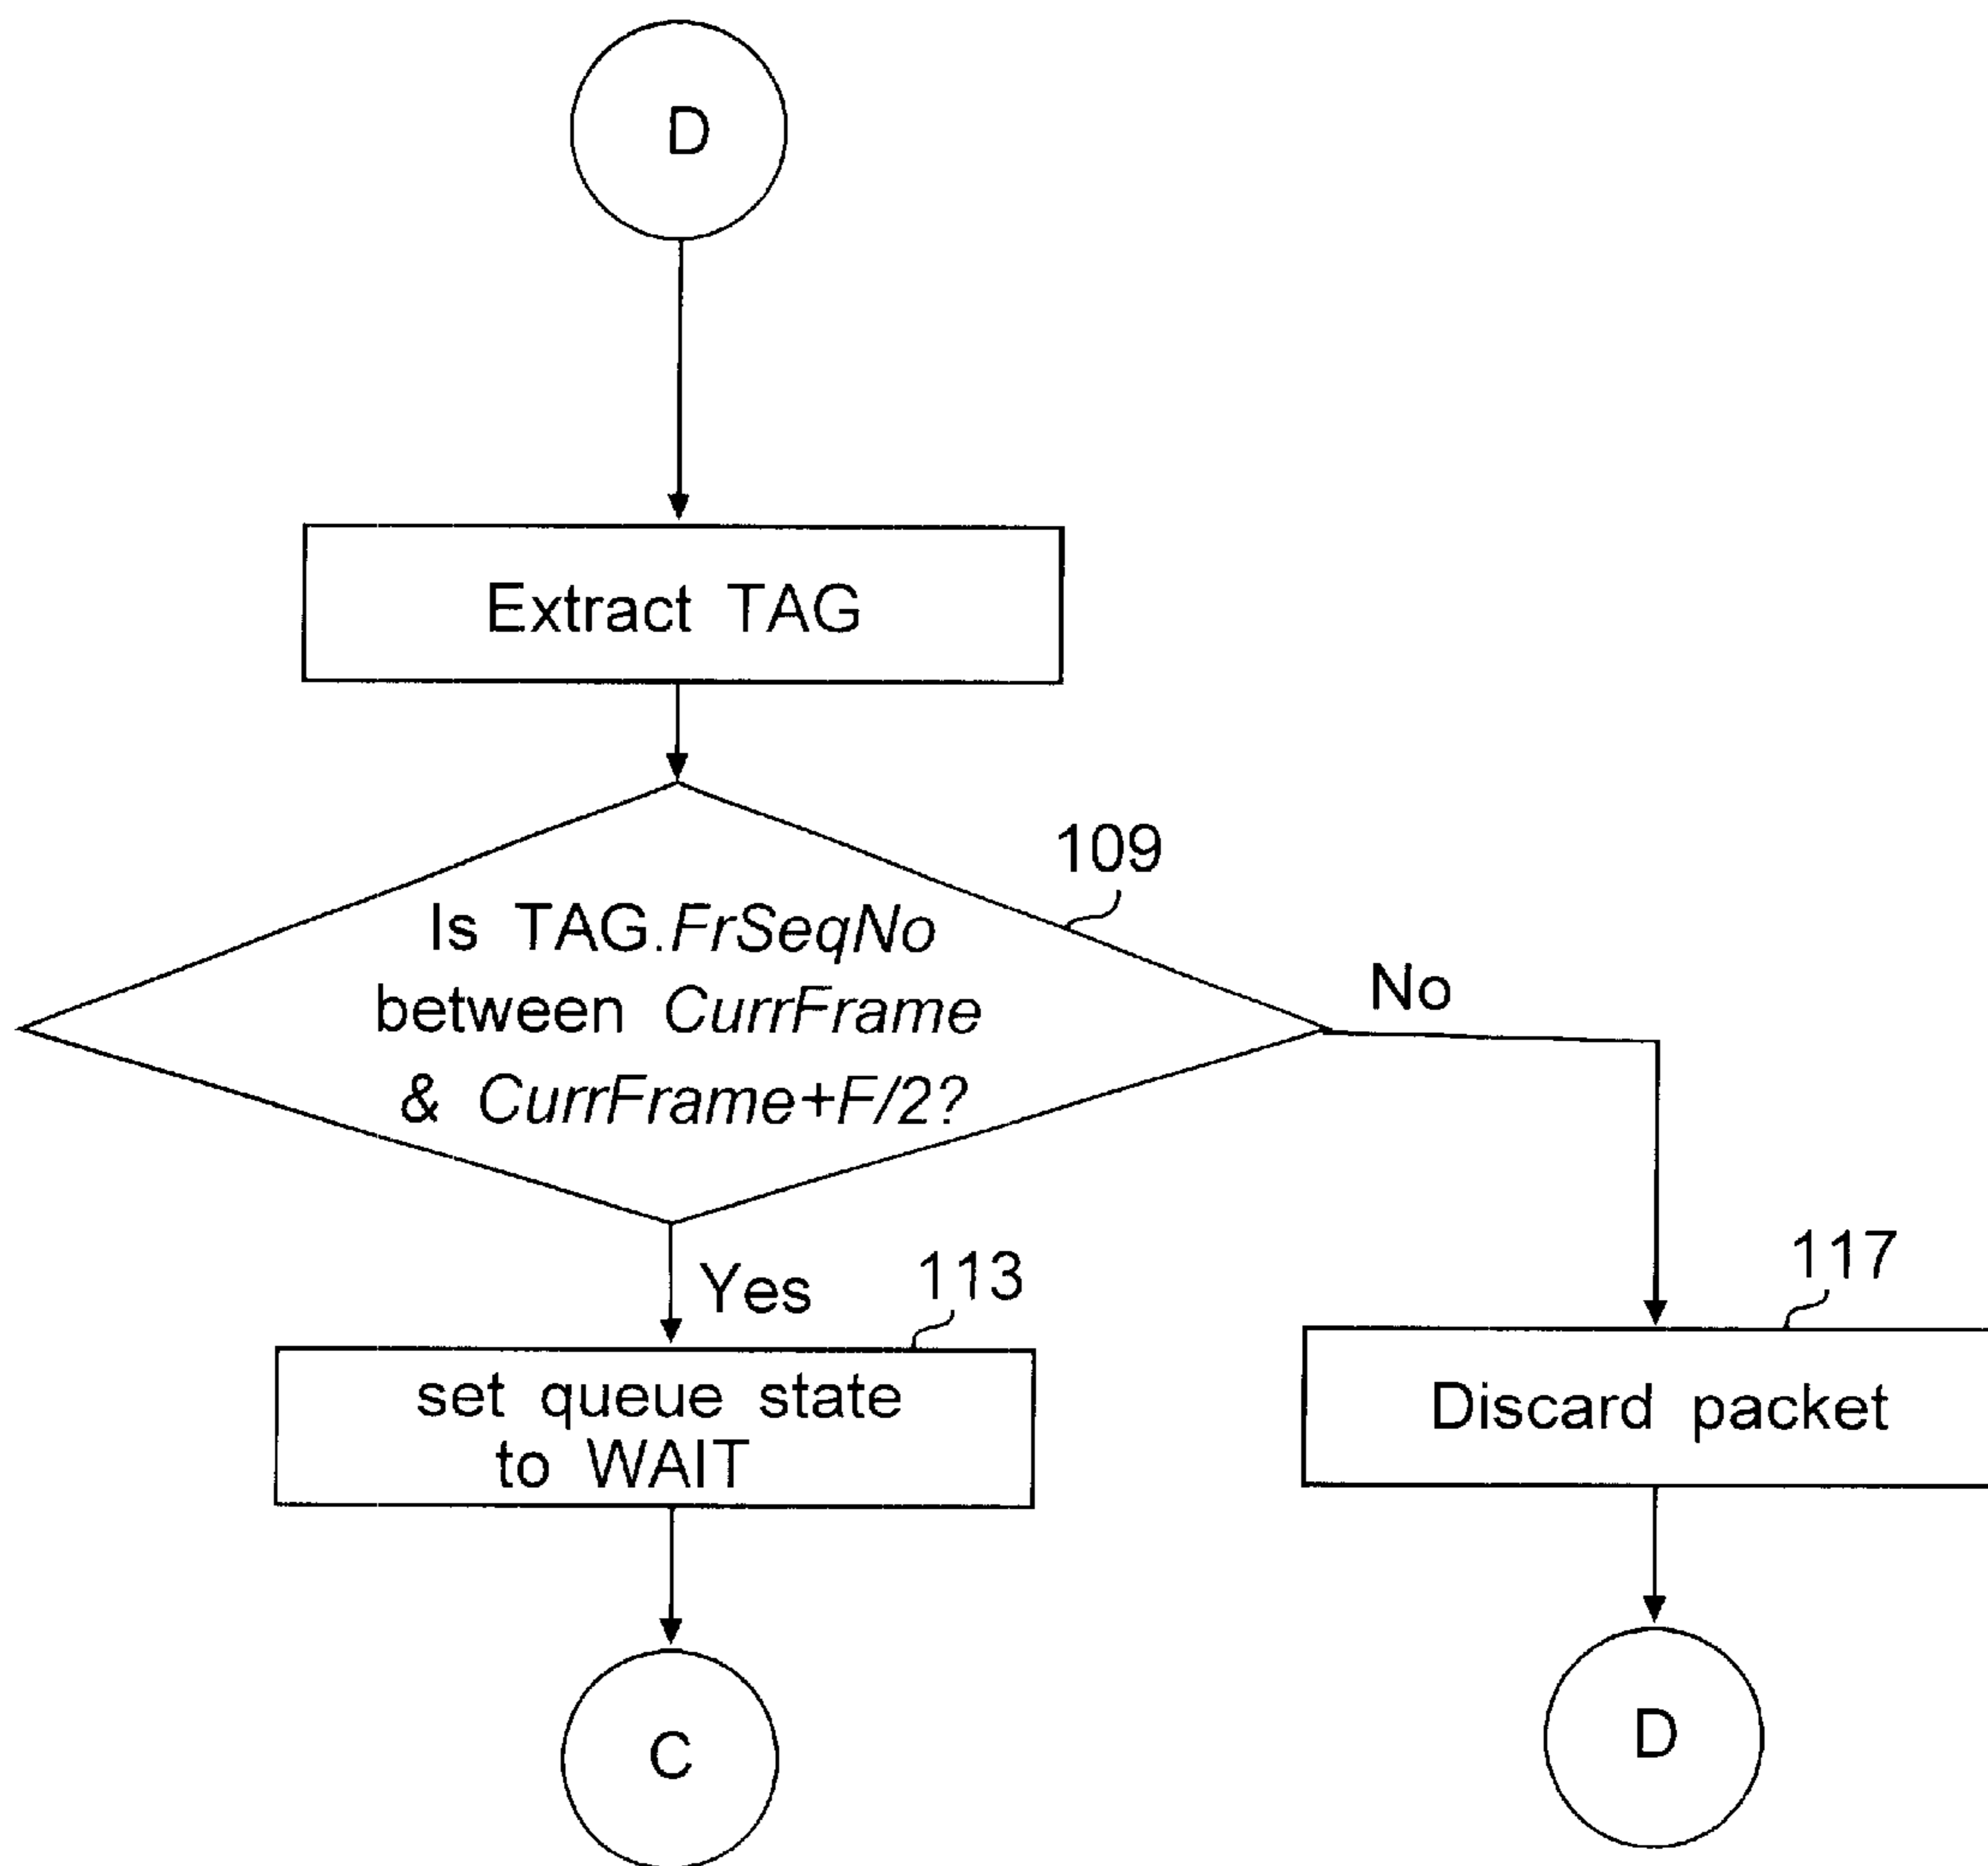 D
Extract TAG
109
Is TAG.FrSeqNo
between CurrFrame
& CurrFrame+F/2?
No
Yes
113
117
set queue state
to WAIT
Discard packet
C
D